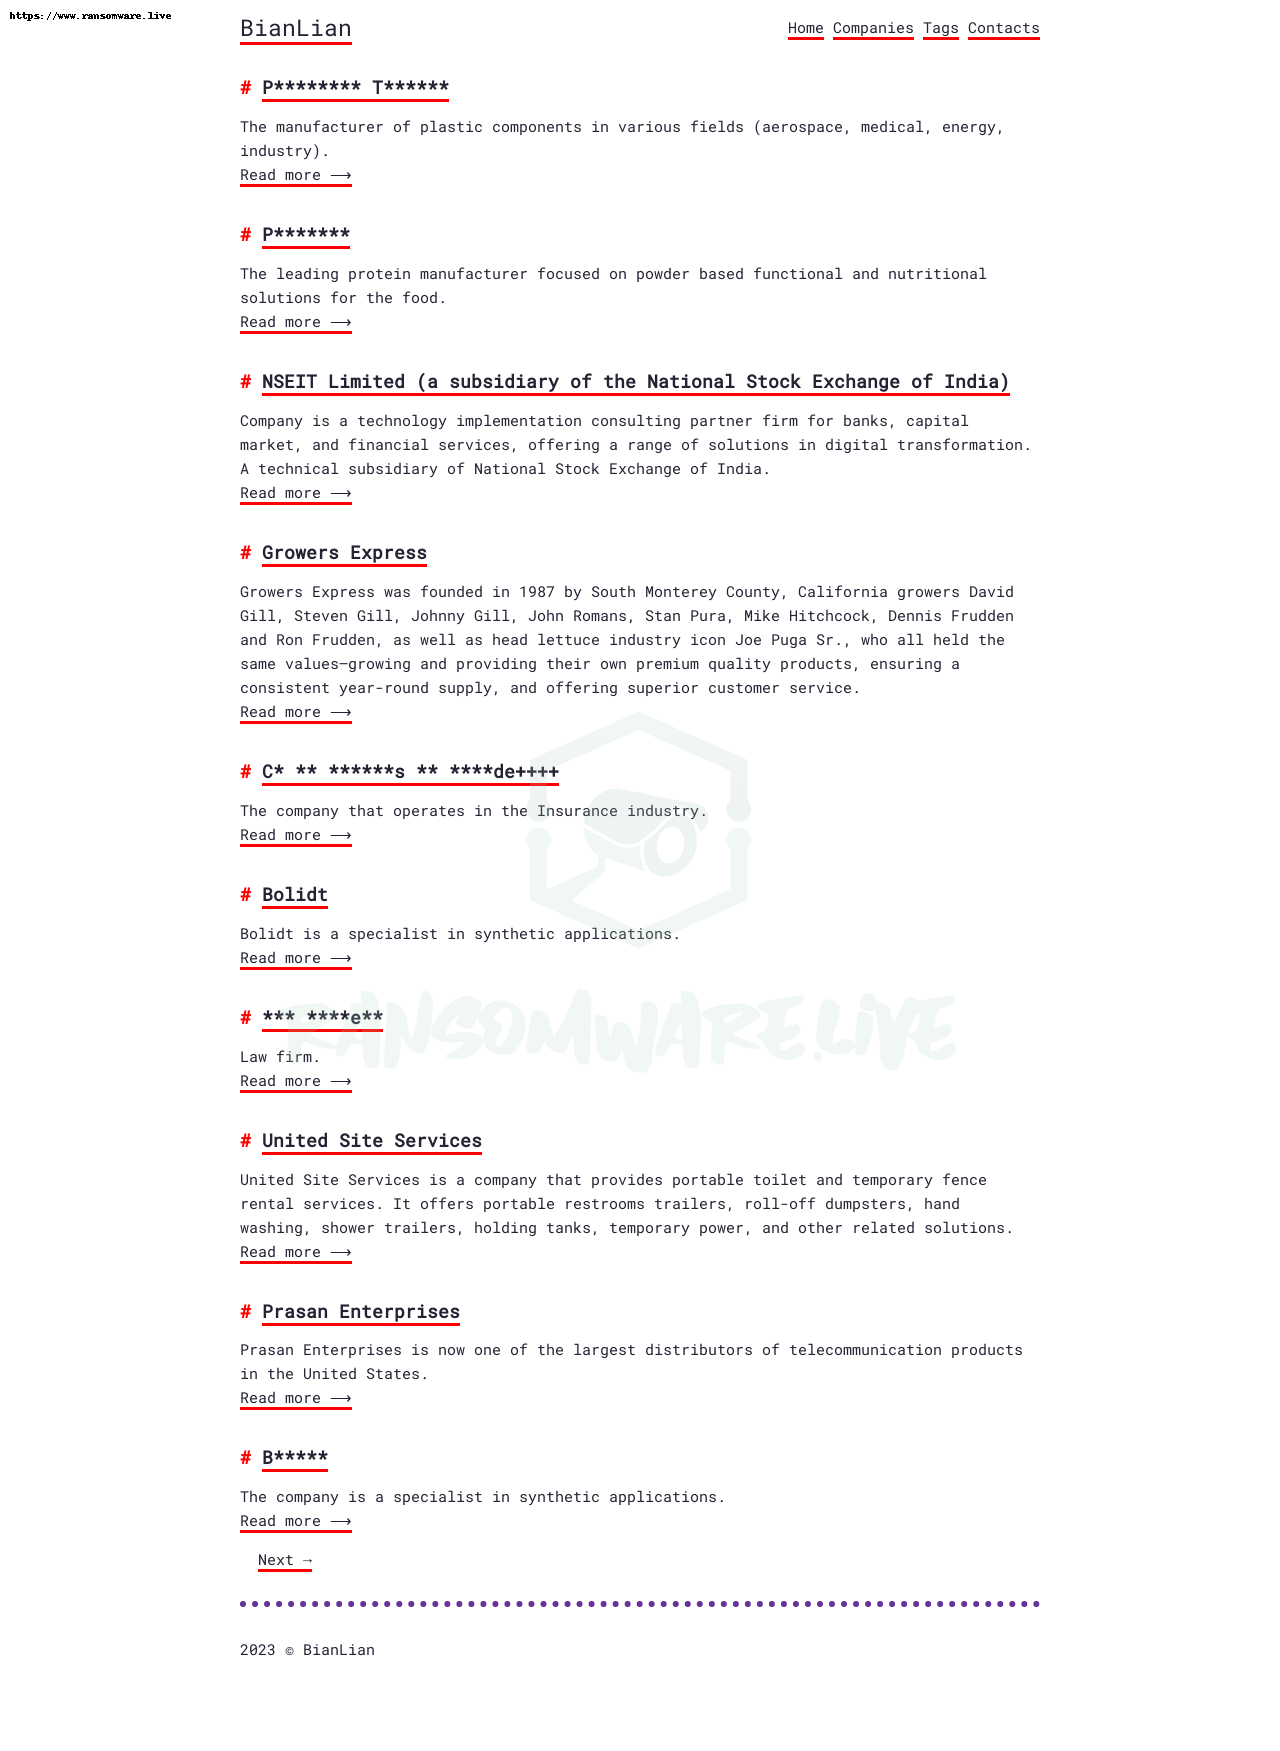 https://www.ransomware.live
BianLian
Home Companies Tags Contacts
# P******** T******
The manufacturer of plastic components in various fields (aerospace, medical, energy,
industry).
Read more ⟶
# P*******
The leading protein manufacturer focused on powder based functional and nutritional
solutions for the food.
Read more ⟶
# NSEIT Limited (a subsidiary of the National Stock Exchange of India)
Company is a technology implementation consulting partner firm for banks, capital
market, and financial services, offering a range of solutions in digital transformation.
A technical subsidiary of National Stock Exchange of India.
Read more ⟶
# Growers Express
Growers Express was founded in 1987 by South Monterey County, California growers David
Gill, Steven Gill, Johnny Gill, John Romans, Stan Pura, Mike Hitchcock, Dennis Frudden
and Ron Frudden, as well as head lettuce industry icon Joe Puga Sr., who all held the
same values—growing and providing their own premium quality products, ensuring a
consistent year-round supply, and offering superior customer service.
Read more ⟶
# C* ** ******s ** ****de++++
The company that operates in the Insurance industry.
Read more ⟶
# Bolidt
Bolidt is a specialist in synthetic applications.
Read more ⟶
# *** ****e**
RANSOMWARE.LIVE
Law firm.
Read more ⟶
# United Site Services
United Site Services is a company that provides portable toilet and temporary fence
rental services. It offers portable restrooms trailers, roll-off dumpsters, hand
washing, shower trailers, holding tanks, temporary power, and other related solutions.
Read more ⟶
# Prasan Enterprises
Prasan Enterprises is now one of the largest distributors of telecommunication products
in the United States.
Read more ⟶
# B*****
The company is a specialist in synthetic applications.
Read more ⟶
Next →
2023 © BianLian